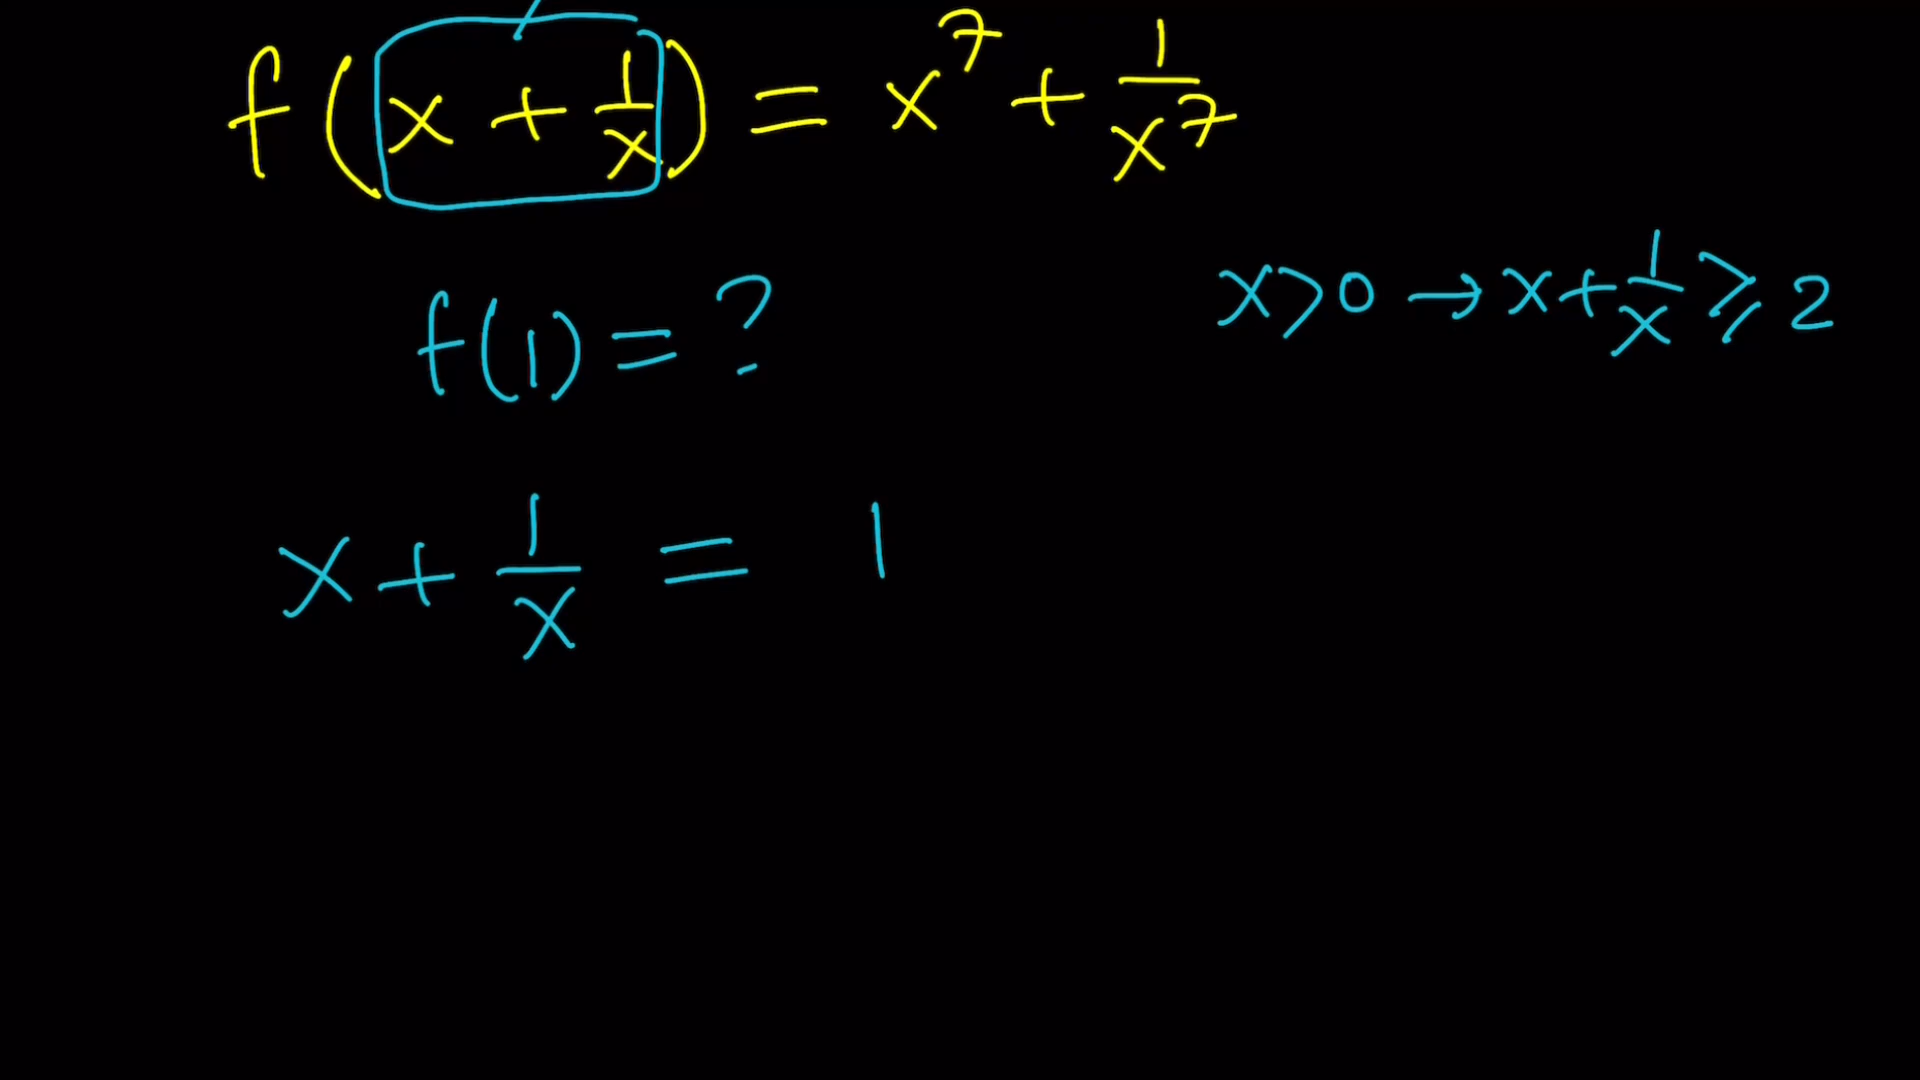 f(x + 1/x) = x^7 + 1/x^7
x>0 → x+1/x ≥ 2
f(1) = ?
x + 1/x = 1